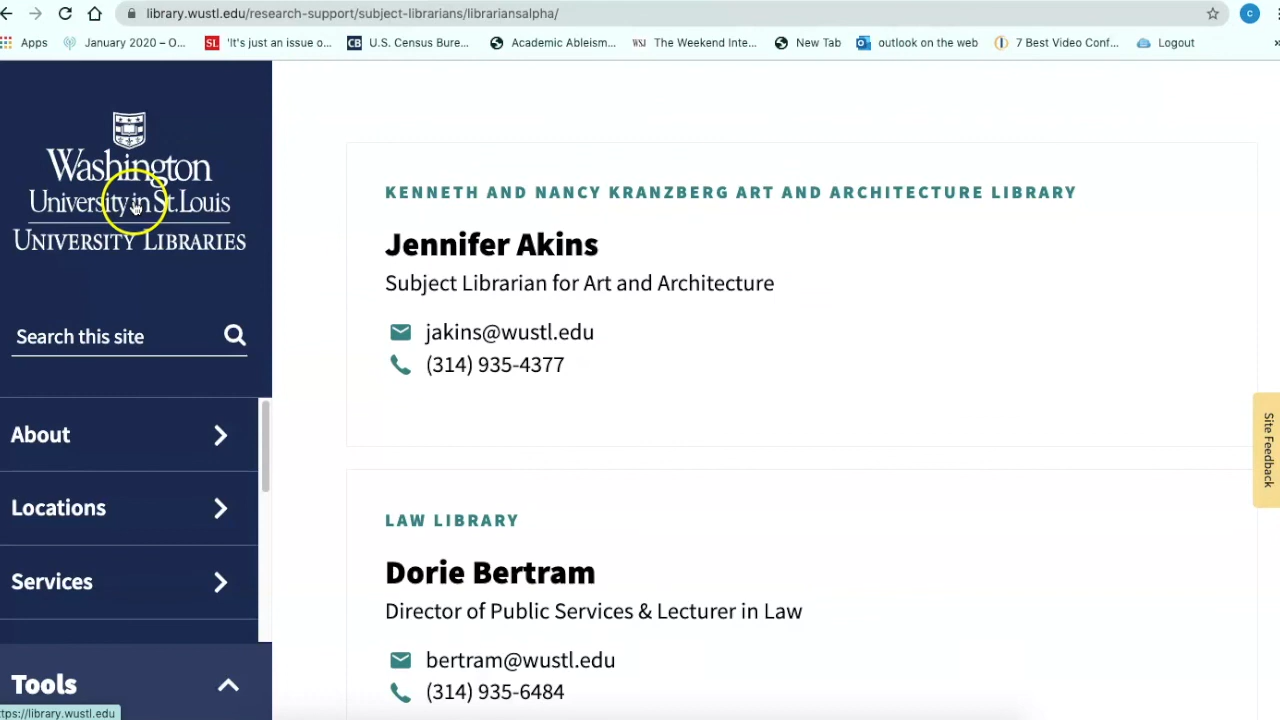 library.wustl.edu/research-support/subject-librarians/librariansalpha/
C
Apps
January 2020 – O...
SL
'It's just an issue o...
CB
U.S. Census Bure...
Academic Ableism...
WSJ
The Weekend Inte...
New Tab
outlook on the web
7 Best Video Conf...
Logout
»
Washington
University in St. Louis
UNIVERSITY LIBRARIES
Search this site
About
Locations
Services
Tools
ttps://library.wustl.edu
KENNETH AND NANCY KRANZBERG ART AND ARCHITECTURE LIBRARY
Jennifer Akins
Subject Librarian for Art and Architecture
jakins@wustl.edu
(314) 935-4377
LAW LIBRARY
Dorie Bertram
Director of Public Services & Lecturer in Law
bertram@wustl.edu
(314) 935-6484
Site Feedback